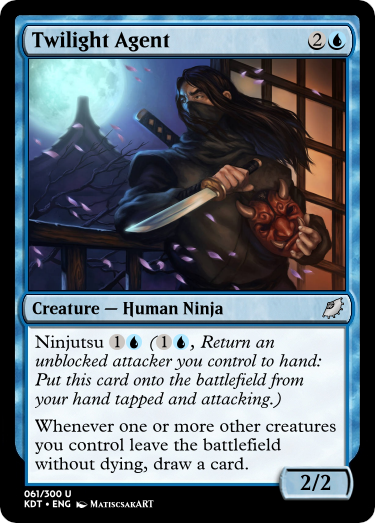 Twilight Agent 2
Creature — Human Ninja
Ninjutsu 1 (1, Return an
unblocked attacker you control to hand:
Put this card onto the battlefield from
your hand tapped and attacking.)
Whenever one or more other creatures
you control leave the battlefield
without dying, draw a card.
2/2
061/300 U
KDT • ENG MatiscsakART